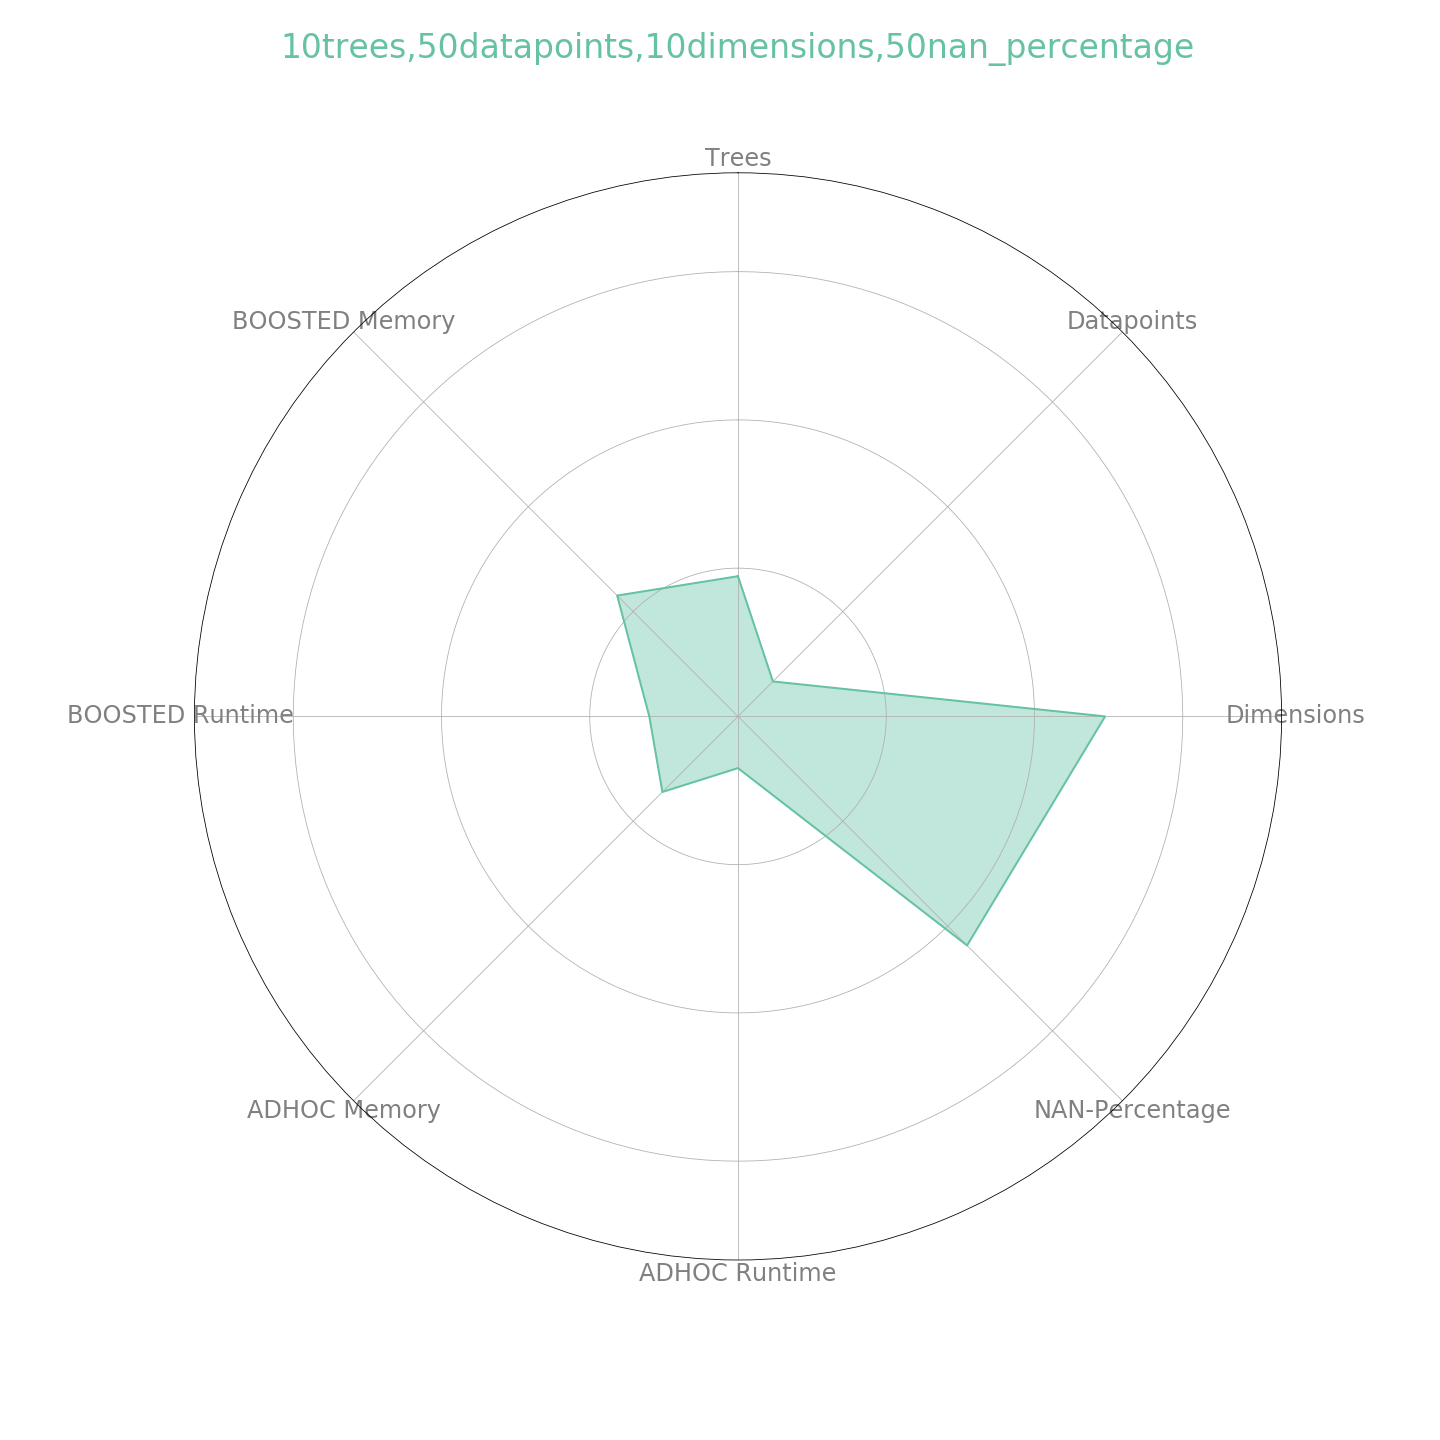 10trees,50datapoints,10dimensions,50nan_percentage
Trees
BOOSTED Memory
Datapoints
BOOSTED Runtime
Dimensions
ADHOC Memory
NAN-Percentage
ADHOC Runtime